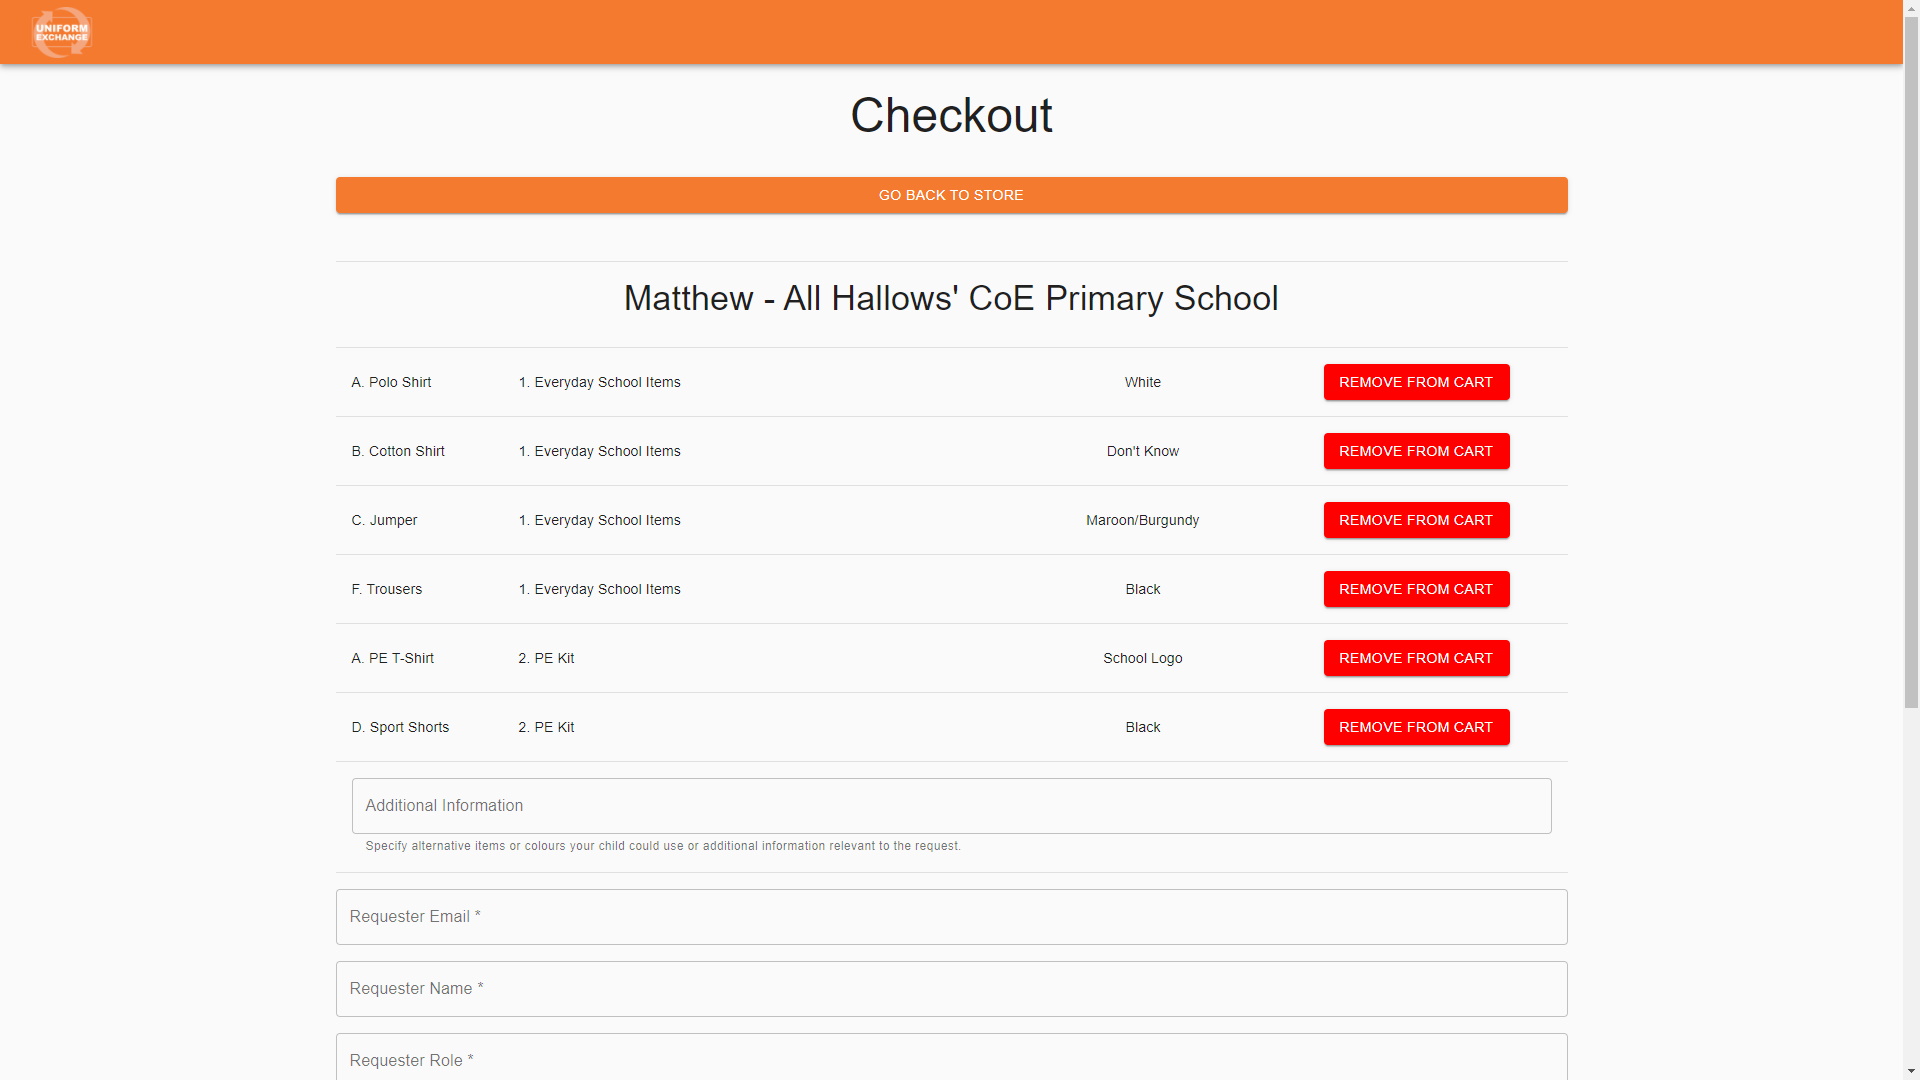 UNIFORM
EXCHANGE
Checkout
GO BACK TO STORE
Matthew - All Hallows' CoE Primary School
A. Polo Shirt 1. Everyday School Items White REMOVE FROM CART
B. Cotton Shirt 1. Everyday School Items Don't Know REMOVE FROM CART
C. Jumper 1. Everyday School Items Maroon/Burgundy REMOVE FROM CART
F. Trousers 1. Everyday School Items Black REMOVE FROM CART
A. PE T-Shirt 2. PE Kit School Logo REMOVE FROM CART
D. Sport Shorts 2. PE Kit Black REMOVE FROM CART
Additional Information
Specify alternative items or colours your child could use or additional information relevant to the request.
Requester Email *
Requester Name *
Requester Role *